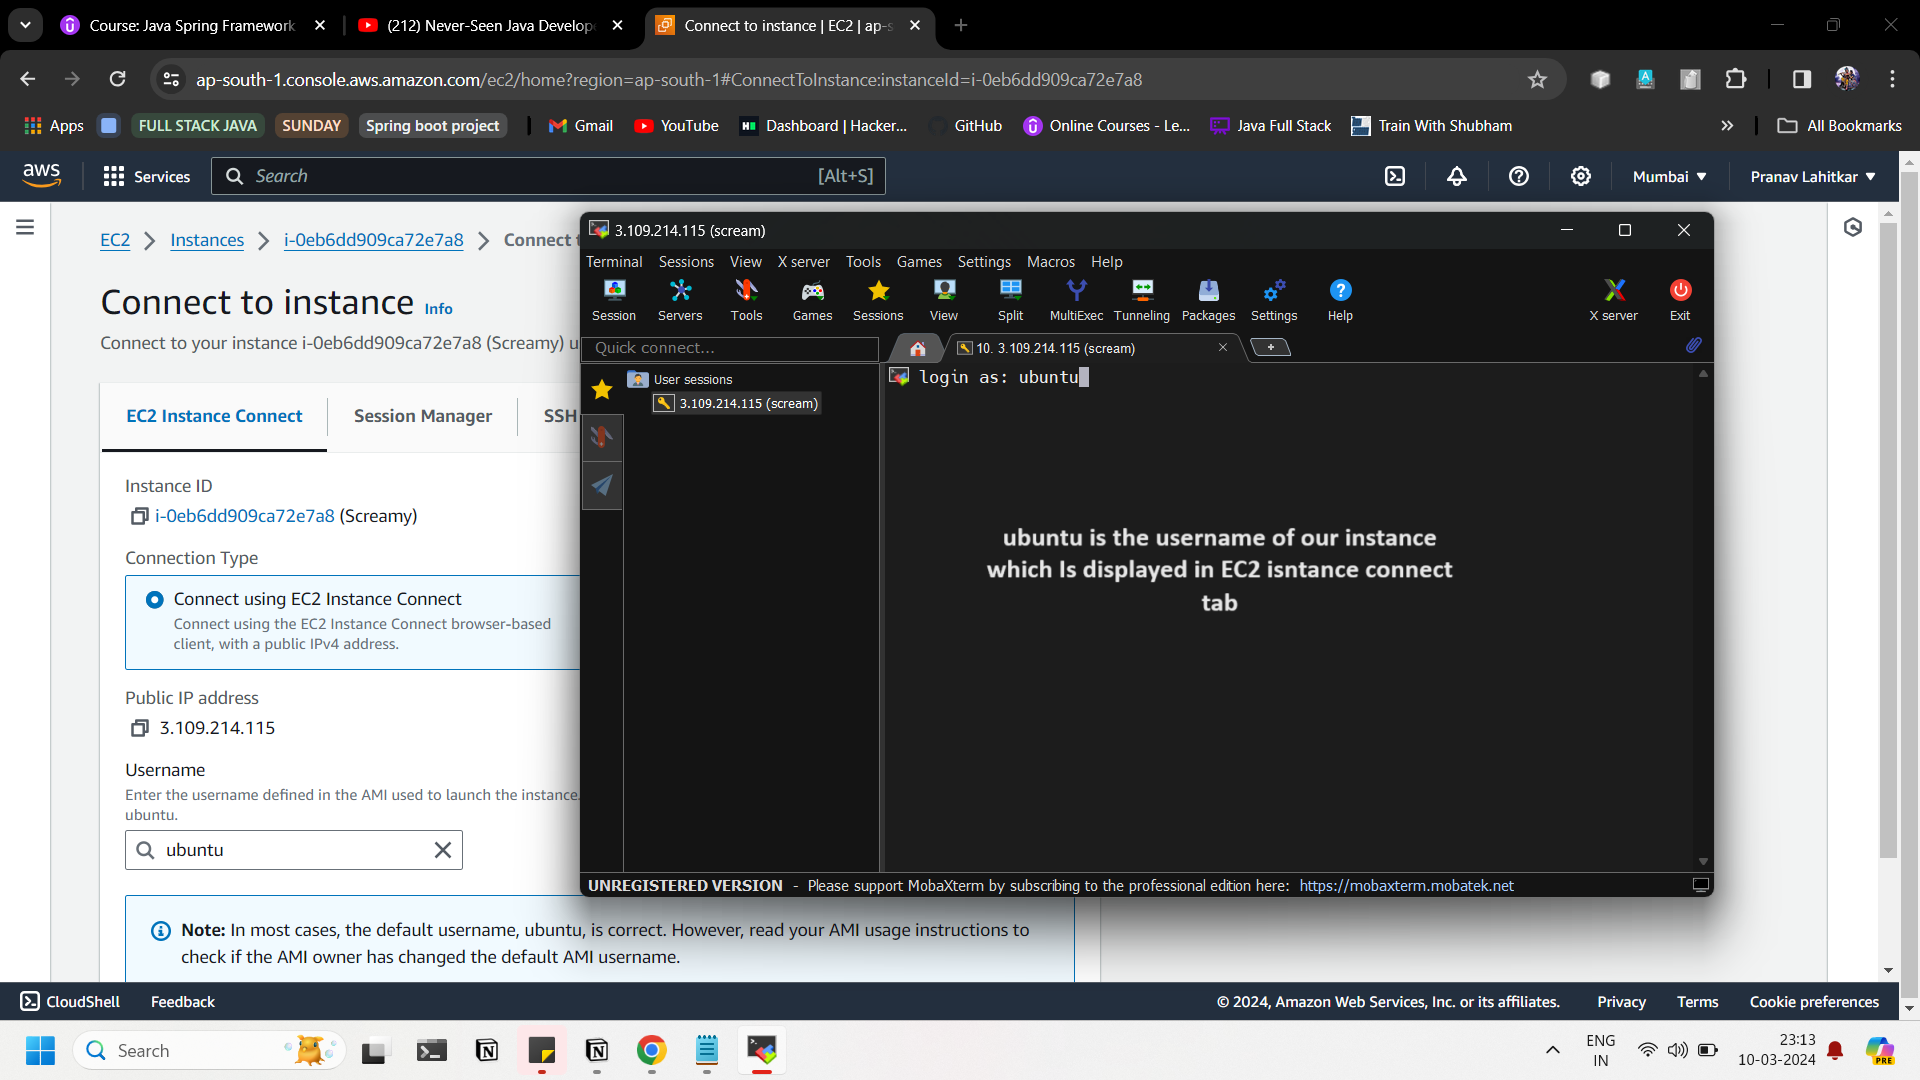 Course: Java Spring Framework
(212) Never-Seen Java Develop
Connect to instance | EC2 | ap-s
ap-south-1.console.aws.amazon.com/ec2/home?region=ap-south-1#ConnectToInstance:instanceId=i-0eb6dd909ca72e7a8
Apps
FULL STACK JAVA
SUNDAY
Spring boot project
Gmail
YouTube
Dashboard | Hacker...
GitHub
Online Courses - Le...
Java Full Stack
Train With Shubham
All Bookmarks
aws
Services
Search
[Alt+S]
Mumbai
Pranav Lahitkar
EC2
Instances
i-0eb6dd909ca72e7a8
Connect t
Connect to instance Info
Connect to your instance i-0eb6dd909ca72e7a8 (Screamy) u
EC2 Instance Connect
Session Manager
SSH
Instance ID
i-0eb6dd909ca72e7a8 (Screamy)
Connection Type
Connect using EC2 Instance Connect
Connect using the EC2 Instance Connect browser-based
client, with a public IPv4 address.
Public IP address
3.109.214.115
Username
Enter the username defined in the AMI used to launch the instance.
ubuntu.
ubuntu
Note: In most cases, the default username, ubuntu, is correct. However, read your AMI usage instructions to
check if the AMI owner has changed the default AMI username.
3.109.214.115 (scream)
Terminal Sessions View X server Tools Games Settings Macros Help
Session Servers Tools Games Sessions View Split MultiExec Tunneling Packages Settings Help X server Exit
Quick connect...
10. 3.109.214.115 (scream)
User sessions
3.109.214.115 (scream)
login as: ubuntu
ubuntu is the username of our instance
which Is displayed in EC2 isntance connect
tab
UNREGISTERED VERSION - Please support MobaXterm by subscribing to the professional edition here: https://mobaxterm.mobatek.net
CloudShell
Feedback
© 2024, Amazon Web Services, Inc. or its affiliates.
Privacy
Terms
Cookie preferences
Search
ENG
IN
23:13
10-03-2024
PRE